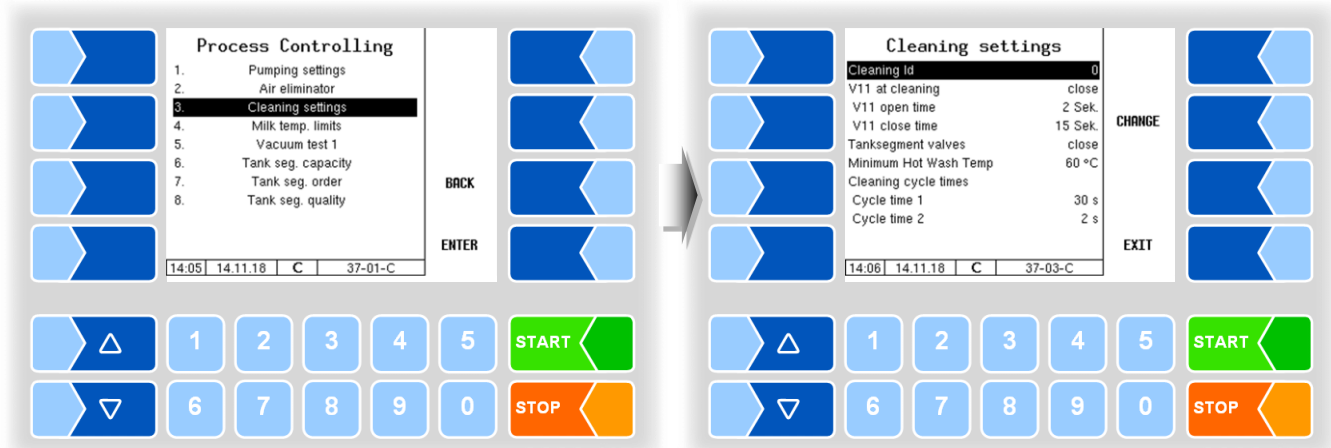 Process Controlling
1. Pumping settings
2. Air eliminator
3. Cleaning settings
4. Milk temp. limits
5. Vacuum test 1
6. Tank seg. capacity
7. Tank seg. order
8. Tank seg. quality
BACK
ENTER
14:05 14.11.18 C 37-01-C
1 2 3 4 5 START
6 7 8 9 0 STOP
Cleaning settings
Cleaning Id 0
V11 at cleaning close
V11 open time 2 Sek.
V11 close time 15 Sek.
Tanksegment valves close
Minimum Hot Wash Temp 60 °C
Cleaning cycle times
Cycle time 1 30 s
Cycle time 2 2 s
CHANGE
EXIT
14:06 14.11.18 C 37-03-C
1 2 3 4 5 START
6 7 8 9 0 STOP